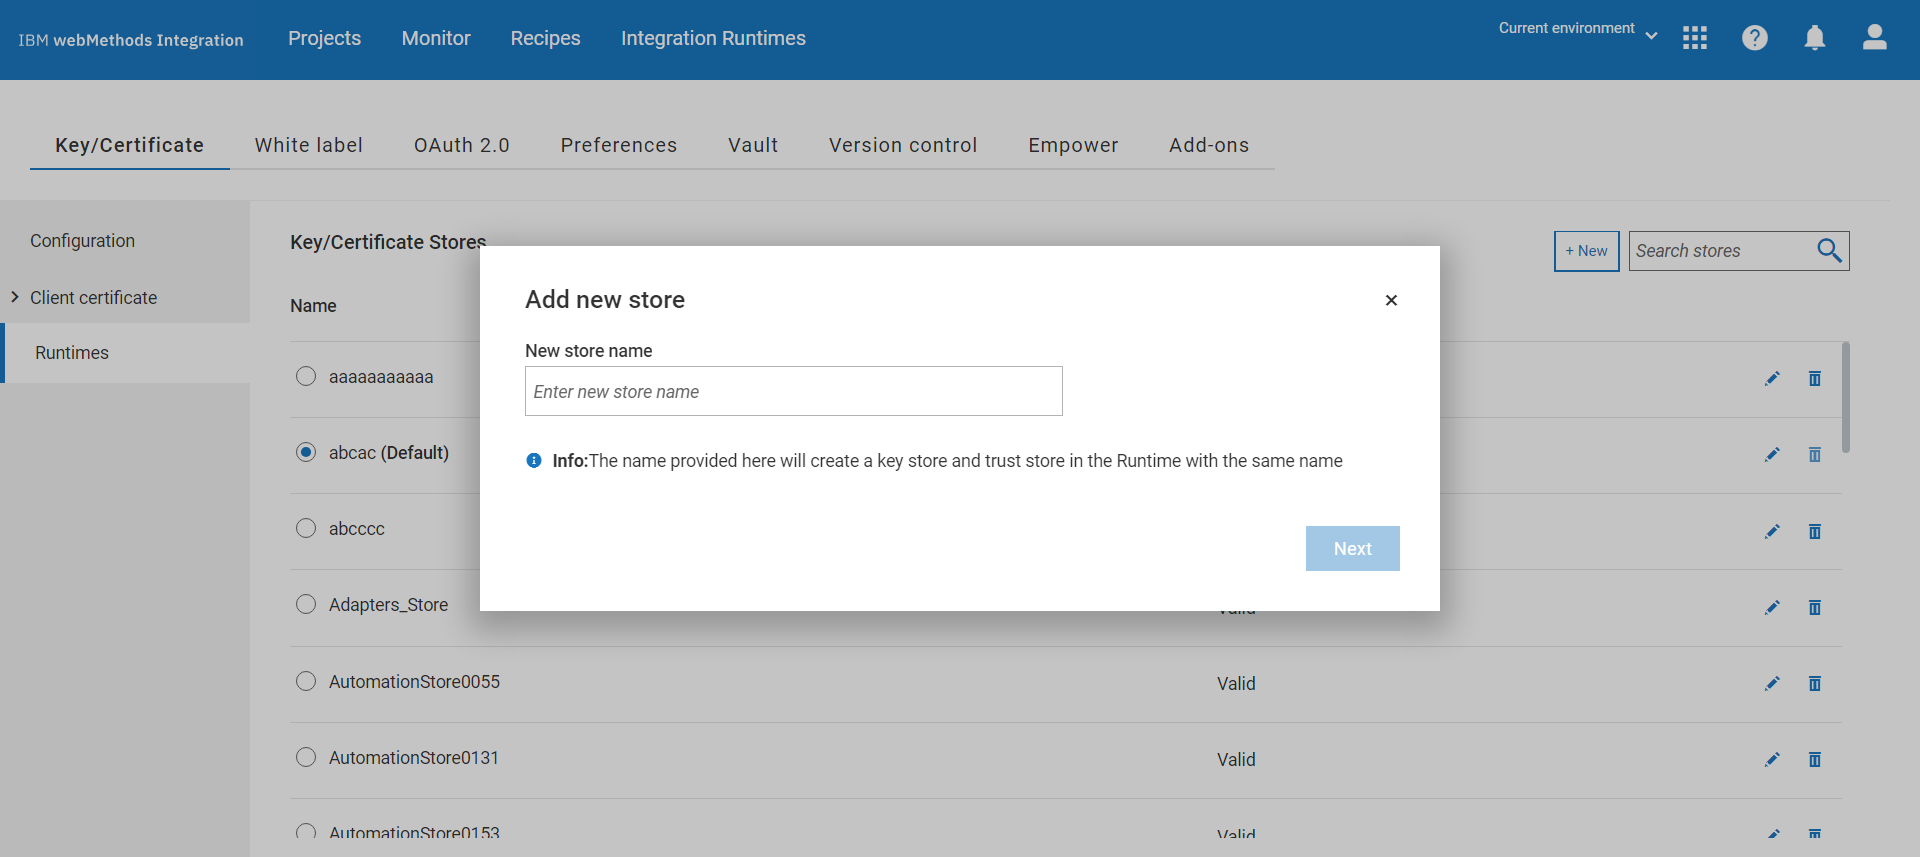 IBM webMethods Integration
Projects
Monitor
Recipes
Integration Runtimes
Current environment
Key/Certificate
White label
OAuth 2.0
Preferences
Vault
Version control
Empower
Add-ons
Configuration
Client certificate
Runtimes
Key/Certificate Stores
+ New
Search stores
Name
aaaaaaaaaaa
abcac (Default)
abcccc
Adapters_Store
Valid
AutomationStore0055
Valid
AutomationStore0131
Valid
AutomationStore0153
Valid
Add new store
New store name
Enter new store name
Info:The name provided here will create a key store and trust store in the Runtime with the same name
Next